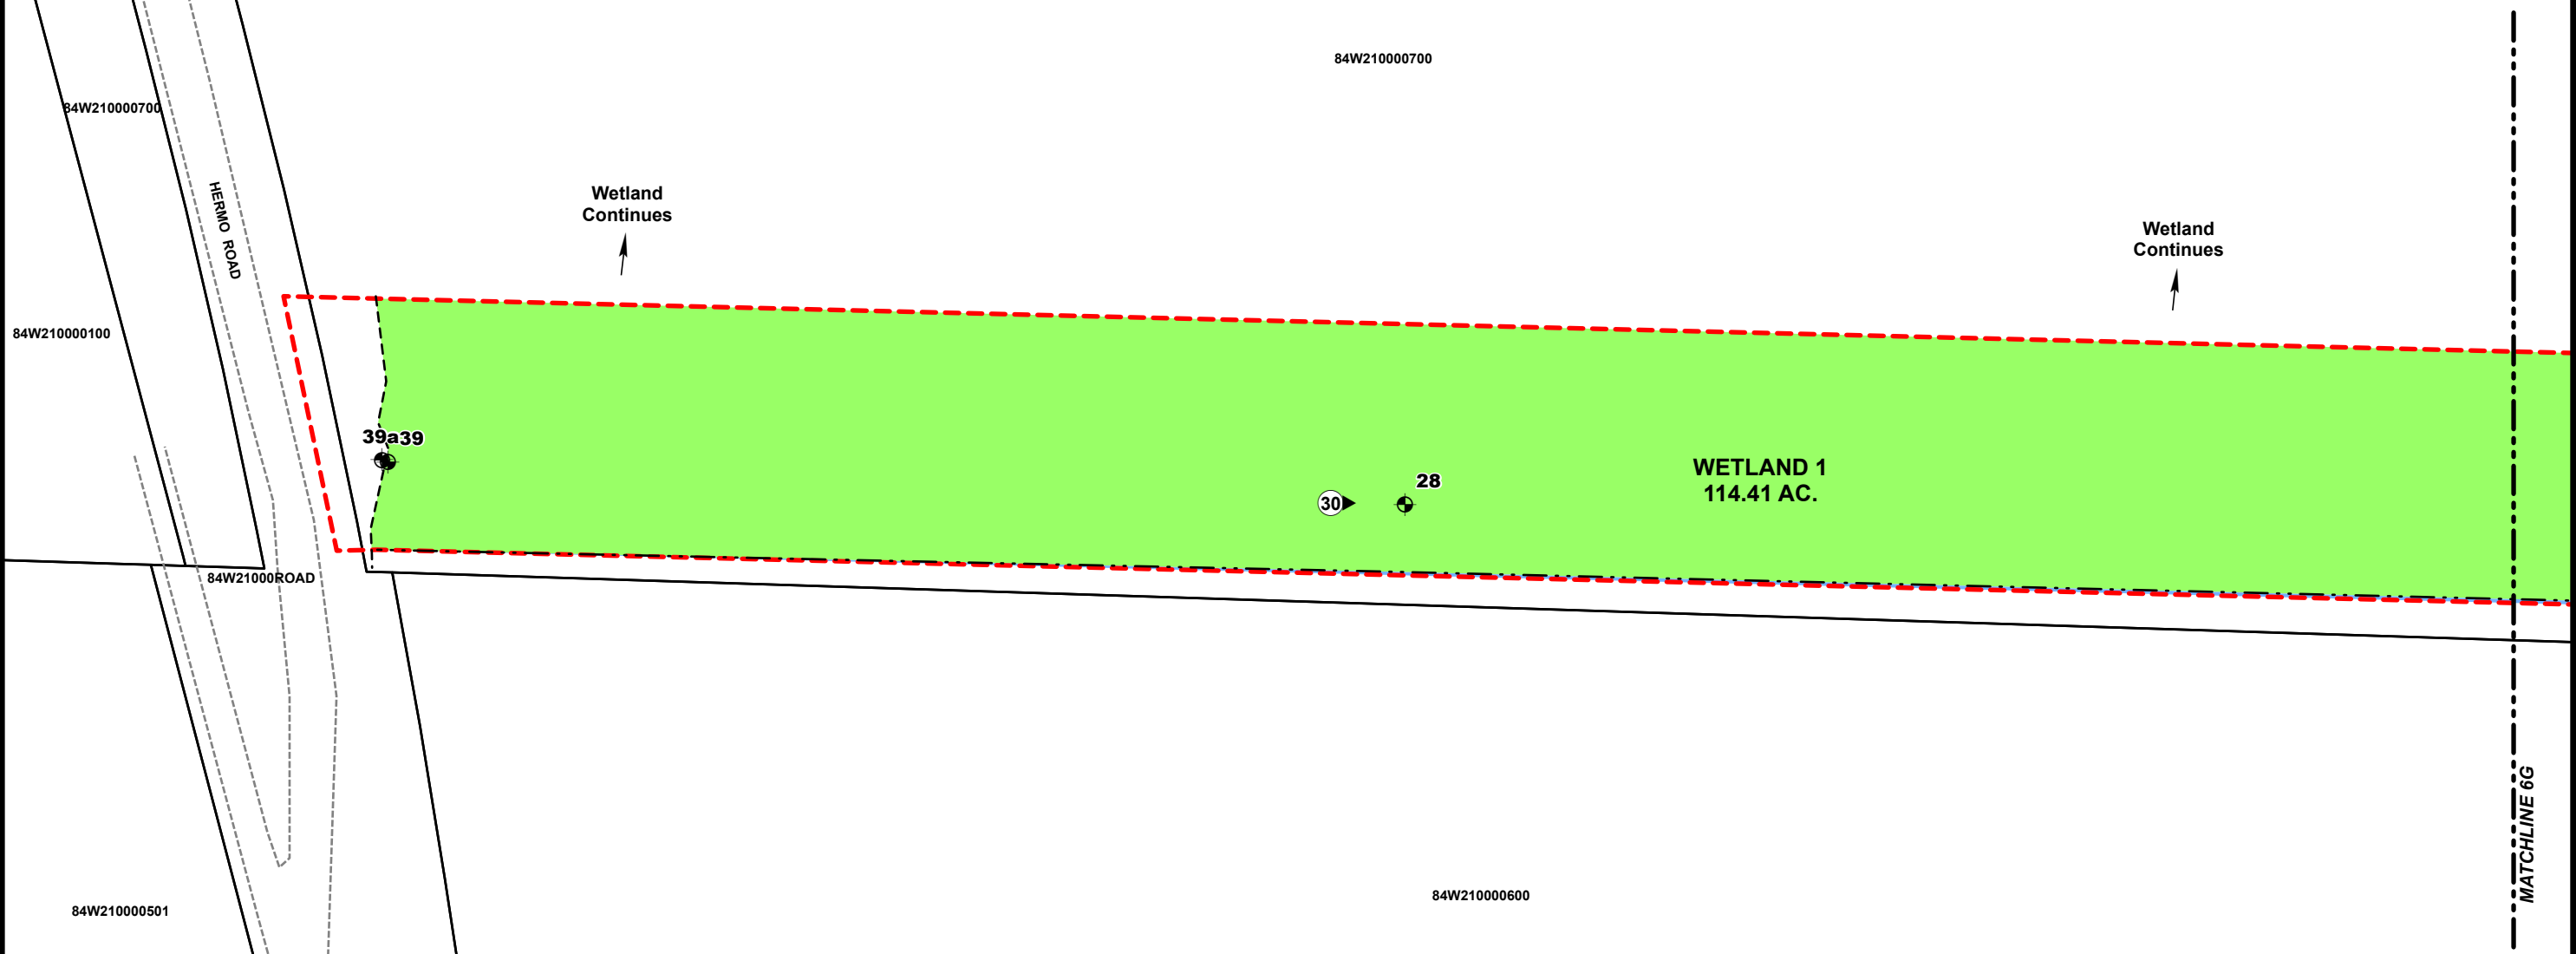 84W210000700
84W210000700
HERMO ROAD
Wetland
Continues
Wetland
Continues
84W210000100
39a39
WETLAND 1
114.41 AC.
28
30
84W21000ROAD
MATCHLINE 6G
84W210000600
84W210000501